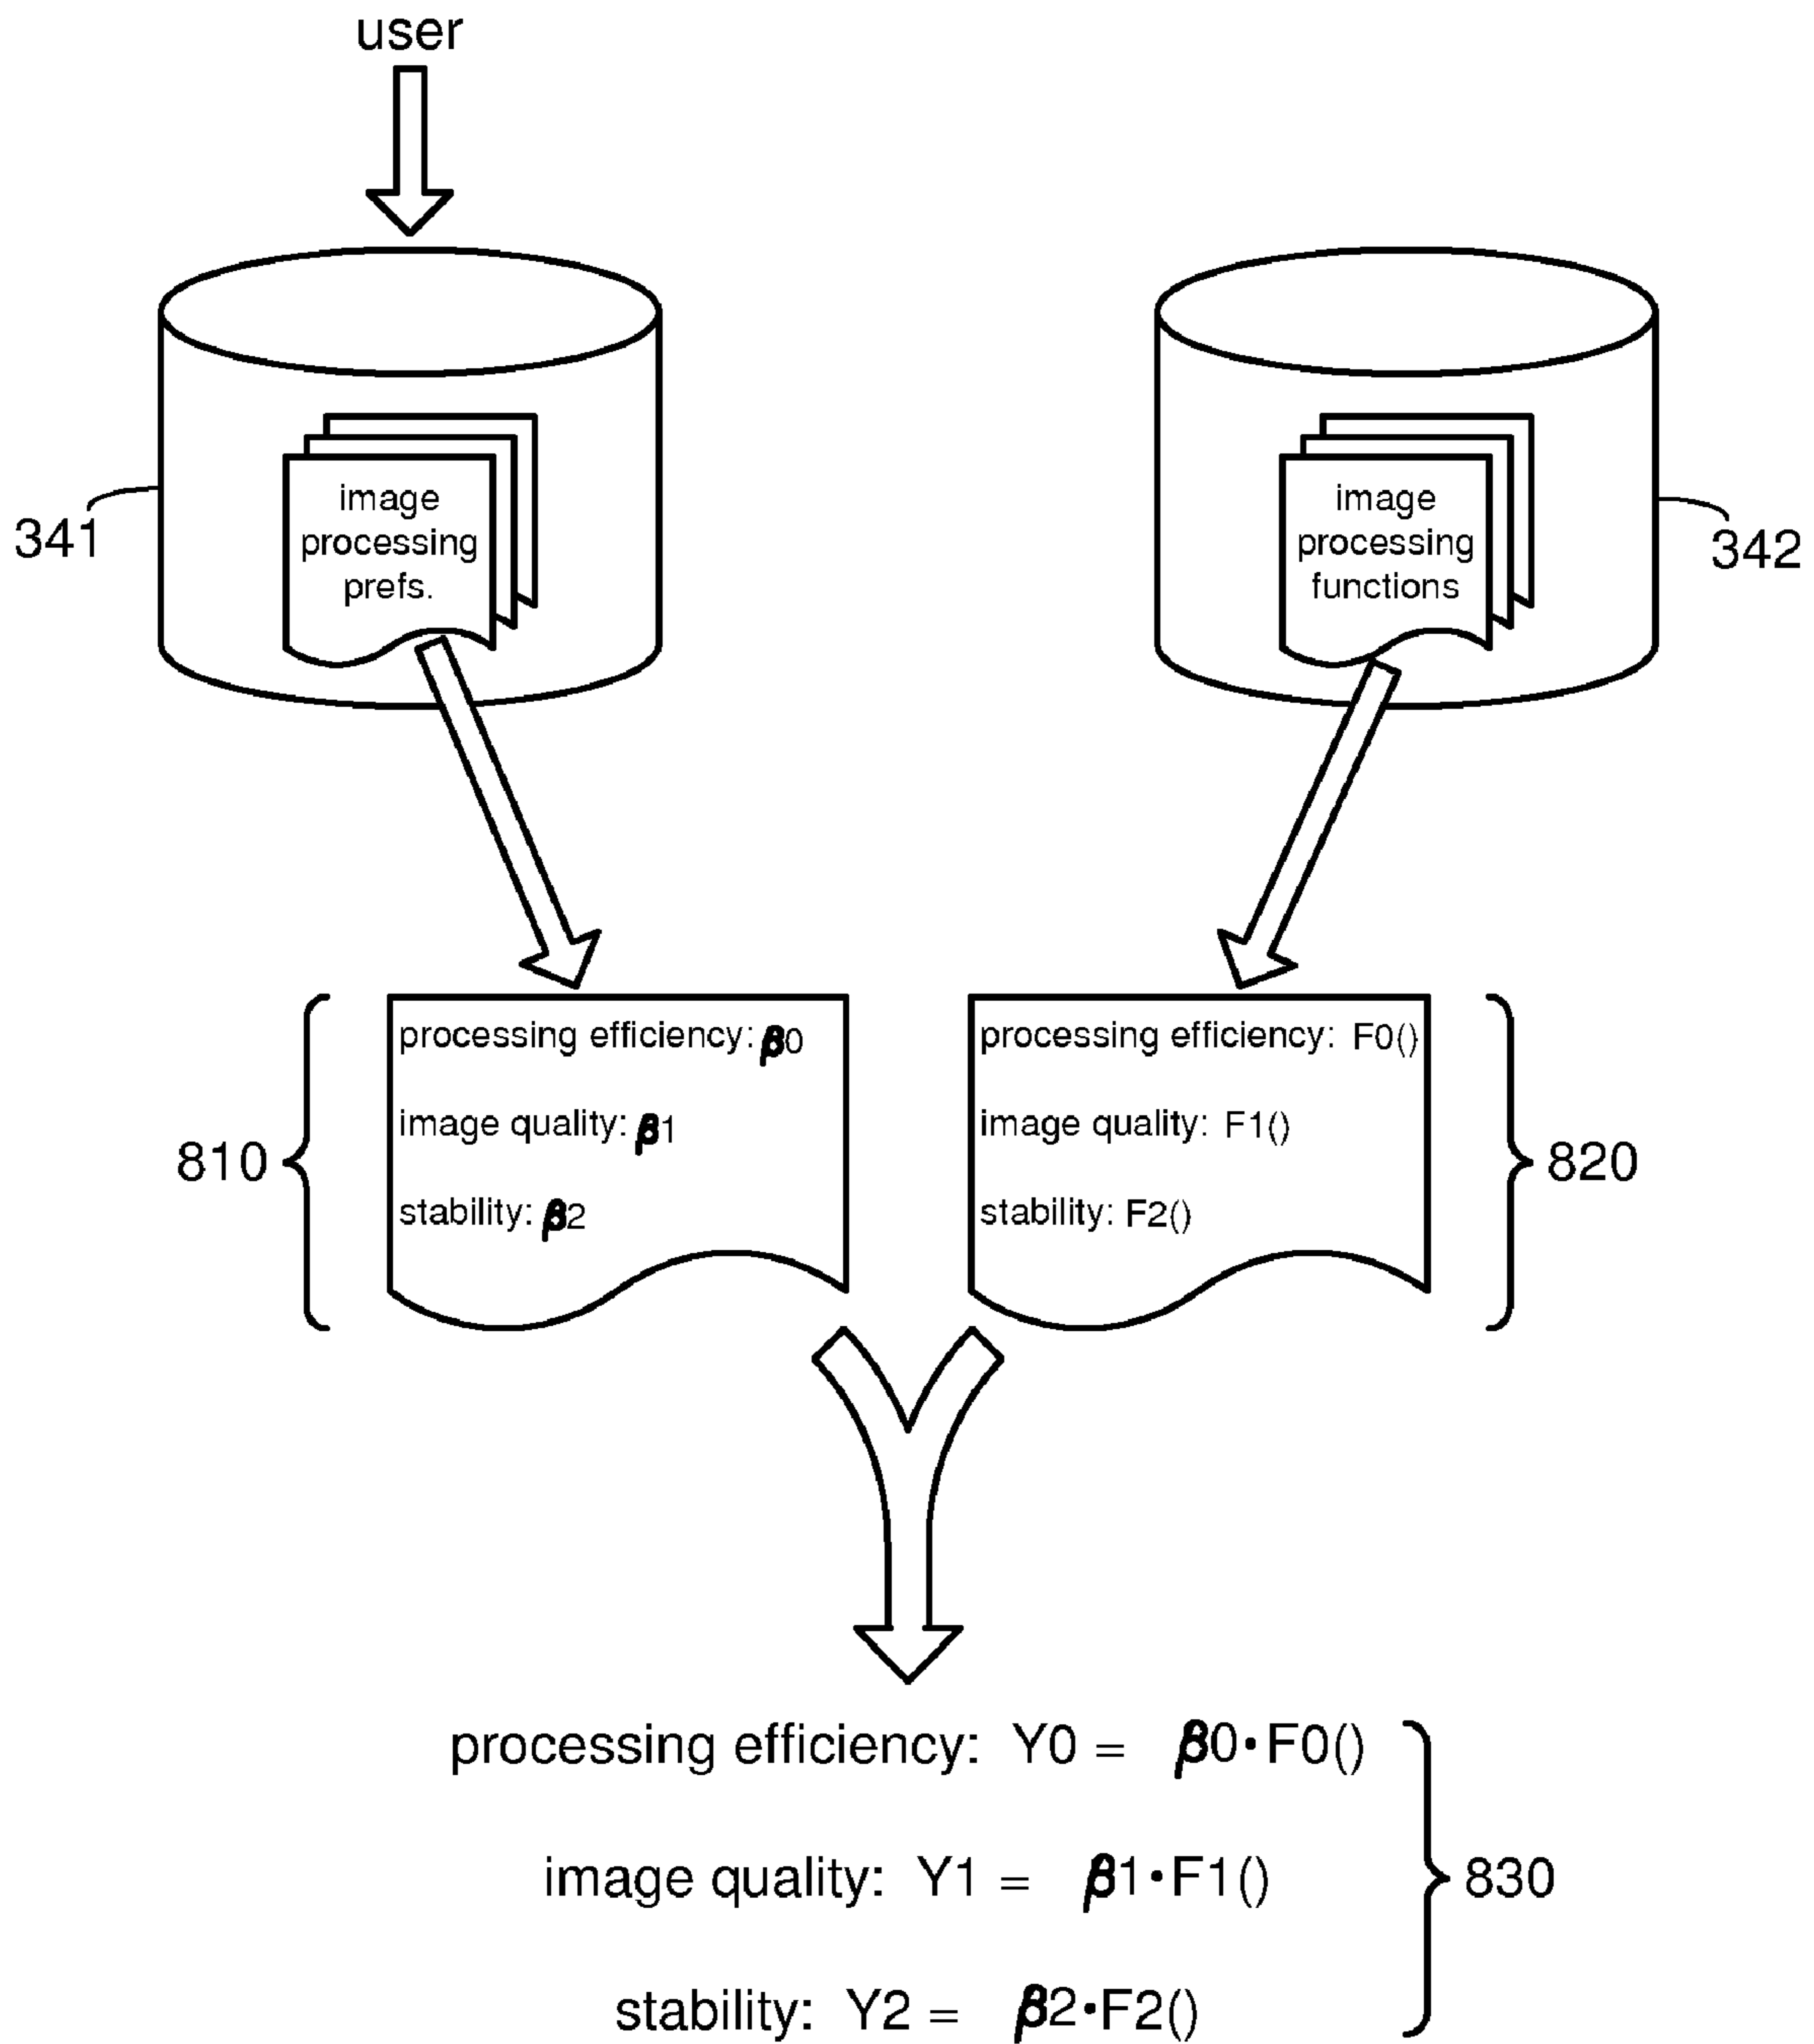 user
image
processing
prefs.
341
image
processing
functions
342
processing efficiency: β0
image quality: β1
stability: β2
810
processing efficiency: F0()
image quality: F1()
stability: F2()
820
processing efficiency: Y0 = β0·F0()
image quality: Y1 = β1·F1()
stability: Y2 = β2·F2()
830